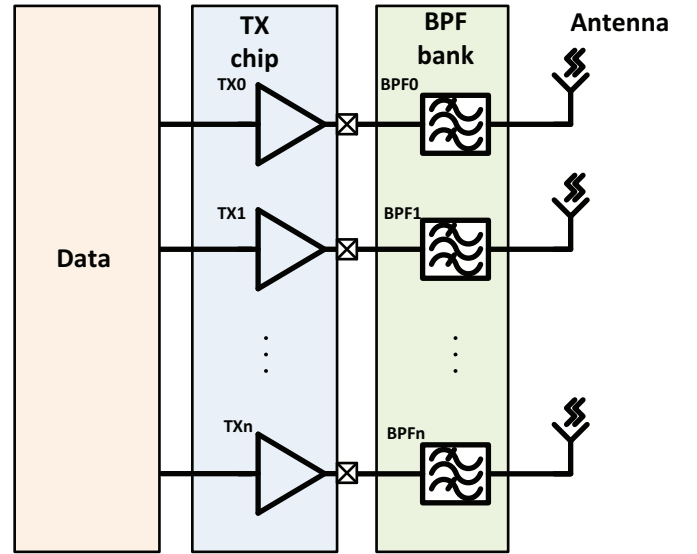 TX
chip
BPF
bank
Antenna
TX0
BPF0
TX1
BPF1
Data
TXn
BPFn